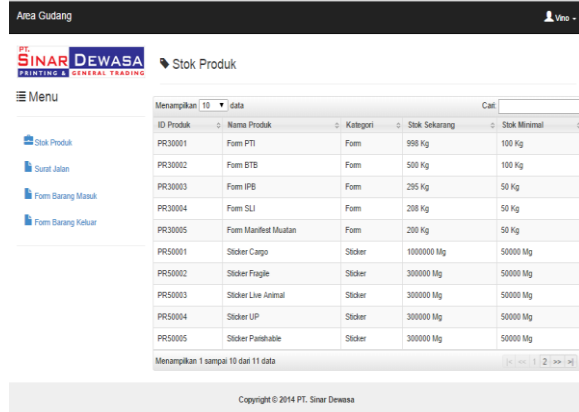 Area Gudang
Vino
PT.
SINAR DEWASA
PRINTING & GENERAL TRADING
Stok Produk
Menu
Stok Produk
Surat Jalan
Form Barang Masuk
Form Barang Keluar
Menampilkan 10 data Cari:
ID Produk Nama Produk Kategori Stok Sekarang Stok Minimal
PR30001 Form PTI Form 998 Kg 100 Kg
PR30002 Form BTB Form 500 Kg 100 Kg
PR30003 Form IPB Form 295 Kg 50 Kg
PR30004 Form SLI Form 208 Kg 50 Kg
PR30005 Form Manifest Muatan Form 200 Kg 50 Kg
PR50001 Sticker Cargo Sticker 1000000 Mg 50000 Mg
PR50002 Sticker Fragile Sticker 300000 Mg 50000 Mg
PR50003 Sticker Live Animal Sticker 300000 Mg 50000 Mg
PR50004 Sticker UP Sticker 300000 Mg 50000 Mg
PR50005 Sticker Parishable Sticker 300000 Mg 50000 Mg
Menampilkan 1 sampai 10 dari 11 data |< << 1 2 >> >|
Copyright © 2014 PT. Sinar Dewasa